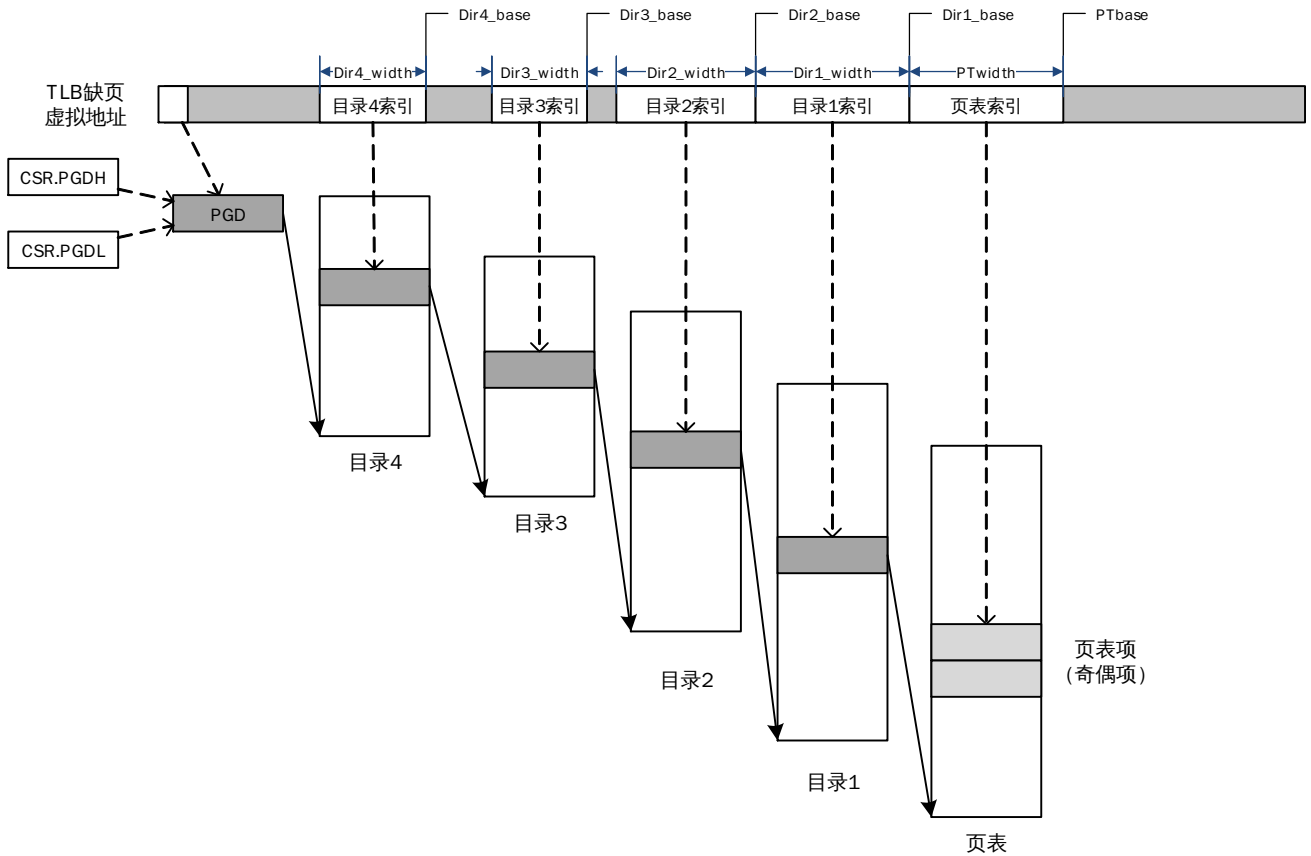 Dir4_base
Dir3_base
Dir2_base
Dir1_base
PTbase
Dir4_width
Dir3_width
Dir2_width
Dir1_width
PTwidth
TLB缺页
虚拟地址
目录4索引
目录3索引
目录2索引
目录1索引
页表索引
CSR.PGDH
PGD
CSR.PGDL
目录4
目录3
目录2
目录1
页表项
（奇偶项）
页表